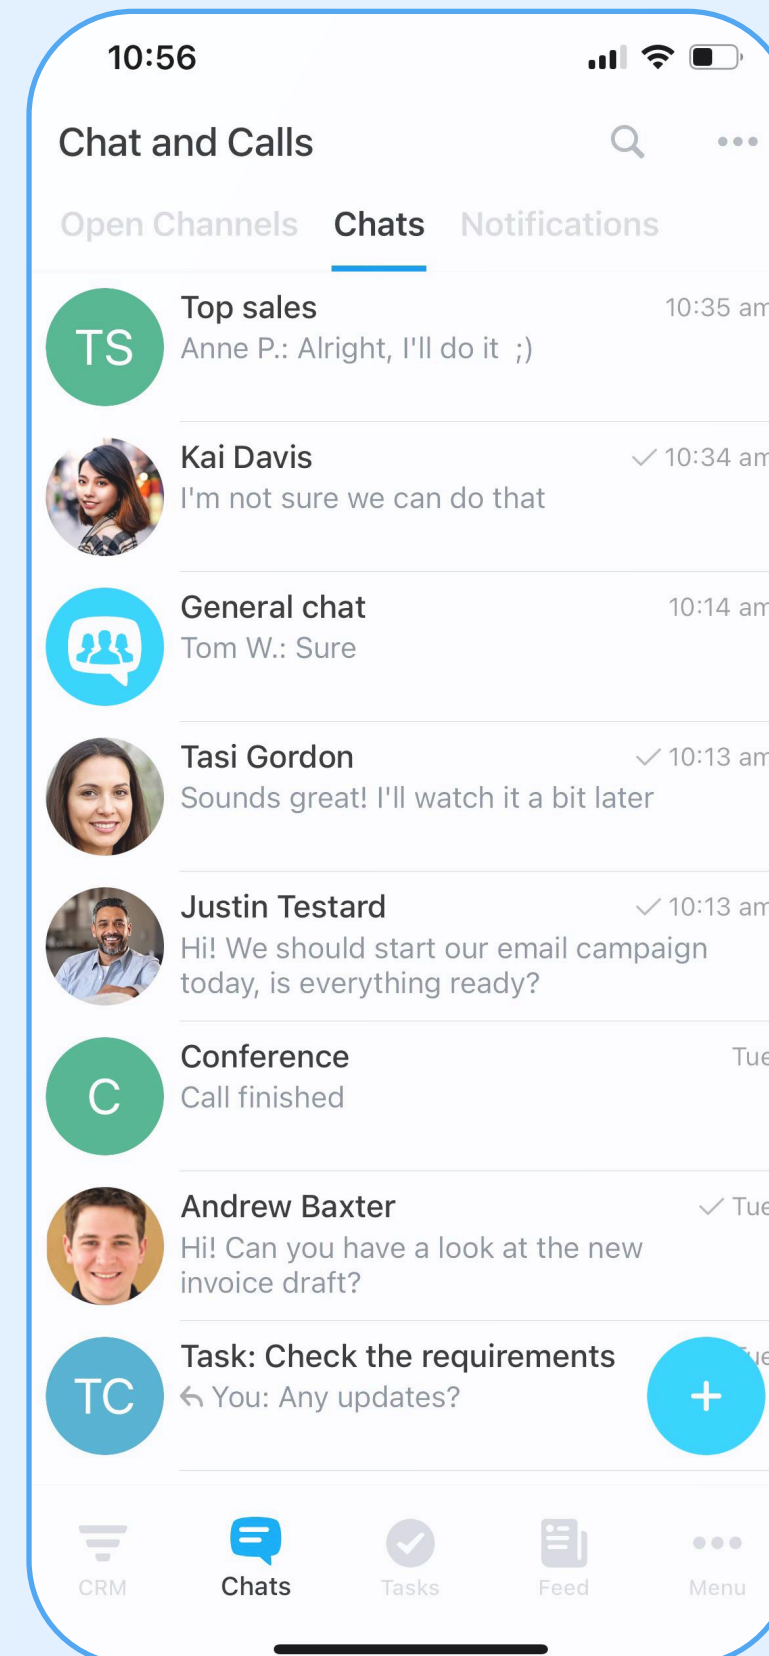 10:56
Chat and Calls
Open Channels Chats Notifications
TS
Top sales 10:35 am
Anne P.: Alright, I'll do it ;)
Kai Davis 10:34 am
I'm not sure we can do that
General chat 10:14 am
Tom W.: Sure
Tasi Gordon 10:13 am
Sounds great! I'll watch it a bit later
Justin Testard 10:13 am
Hi! We should start our email campaign
today, is everything ready?
C
Conference Tue
Call finished
Andrew Baxter Tue
Hi! Can you have a look at the new
invoice draft?
TC
Task: Check the requirements Tue
You: Any updates?
CRM Chats Tasks Feed Menu